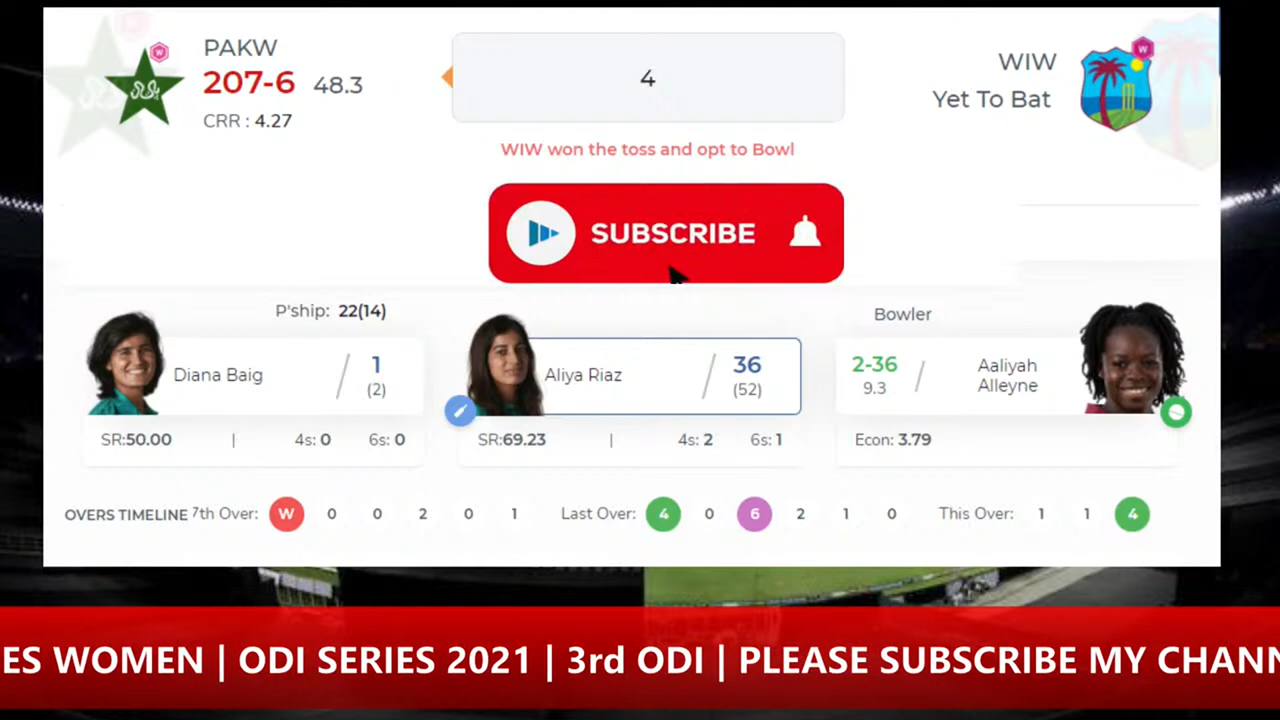 PAKW
207-6 48.3
CRR : 4.27
4
WIW won the toss and opt to Bowl
WIW
Yet To Bat
W
W
SUBSCRIBE
P'ship: 22(14)
Diana Baig / 1 (2)
SR:50.00 | 4s: 0 6s: 0
Aliya Riaz / 36 (52)
SR:69.23 | 4s: 2 6s: 1
Bowler
2-36 9.3 / Aaliyah Alleyne
Econ: 3.79
OVERS TIMELINE 7th Over: W 0 0 2 0 1 Last Over: 4 0 6 2 1 0 This Over: 1 1 4
ES WOMEN | ODI SERIES 2021 | 3rd ODI | PLEASE SUBSCRIBE MY CHANN